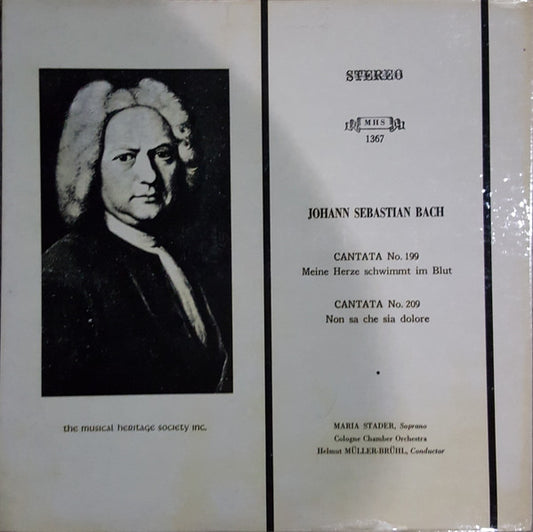 STEREO
MHS
1367
JOHANN SEBASTIAN BACH
CANTATA No. 199
Meine Herze schwimmt im Blut
CANTATA No. 209
Non sa che sia dolore
MARIA STADER, Soprano
Cologne Chamber Orchestra
Helmut MÜLLER-BRÜHL, Conductor
the musical heritage society inc.